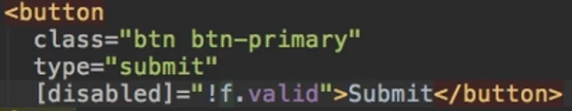 <button
class="btn btn-primary"
type="submit"
[disabled]="!f.valid">Submit</button>